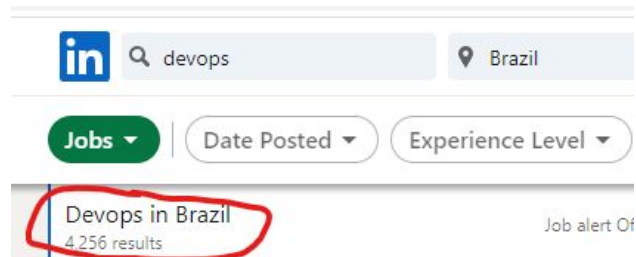 in devops Brazil
Jobs Date Posted Experience Level
Devops in Brazil Job alert Of
4.256 results